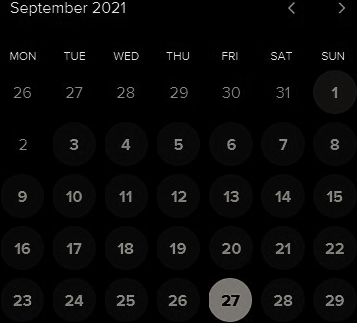 September 2021
MON TUE WED THU FRI SAT SUN
26 27 28 29 30 31 1
2 3 4 5 6 7 8
9 10 11 12 13 14 15
16 17 18 19 20 21 22
23 24 25 26 27 28 29